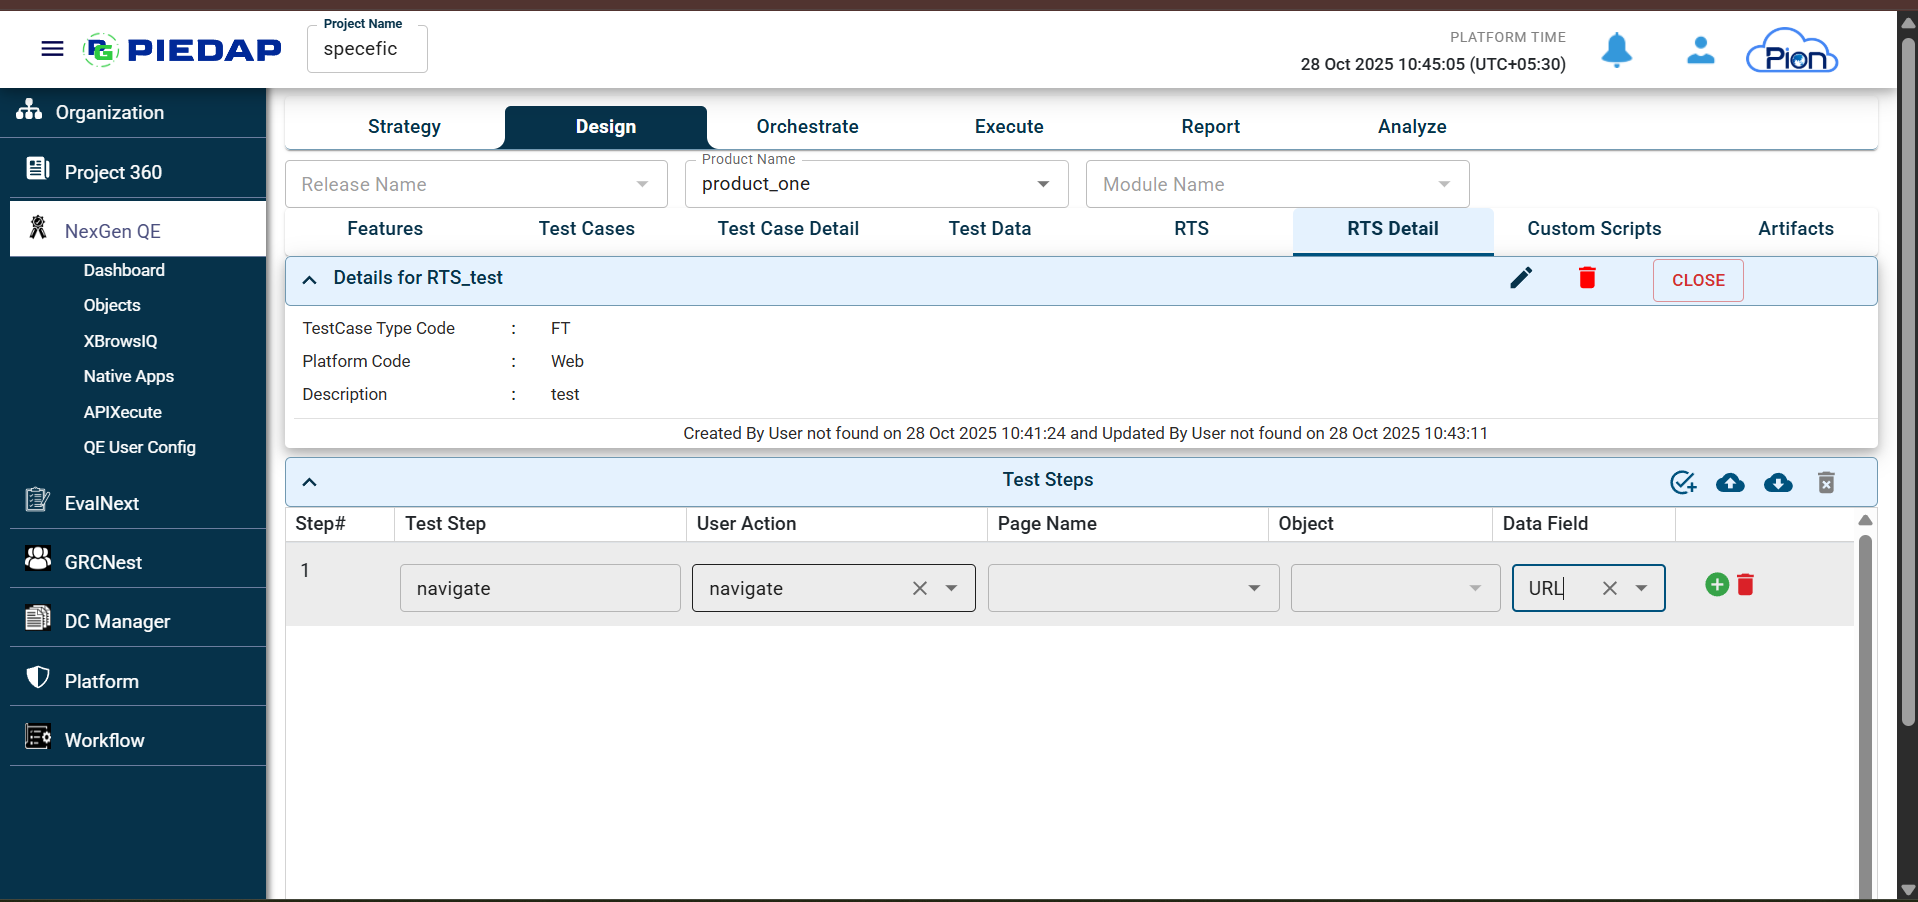 Project Name
PIEDAP
specefic
PLATFORM TIME
28 Oct 2025 10:45:05 (UTC+05:30)
Pion
Organization
Project 360
NexGen QE
Dashboard
Objects
XBrowsIQ
Native Apps
APIXecute
QE User Config
EvalNext
GRCNest
DC Manager
Platform
Workflow
Strategy Design Orchestrate Execute Report Analyze
Product Name
Release Name product_one Module Name
Features Test Cases Test Case Detail Test Data RTS RTS Detail Custom Scripts Artifacts
Details for RTS_test CLOSE
TestCase Type Code : FT
Platform Code : Web
Description : test
Created By User not found on 28 Oct 2025 10:41:24 and Updated By User not found on 28 Oct 2025 10:43:11
Test Steps
Step# Test Step User Action Page Name Object Data Field
1 navigate navigate URL